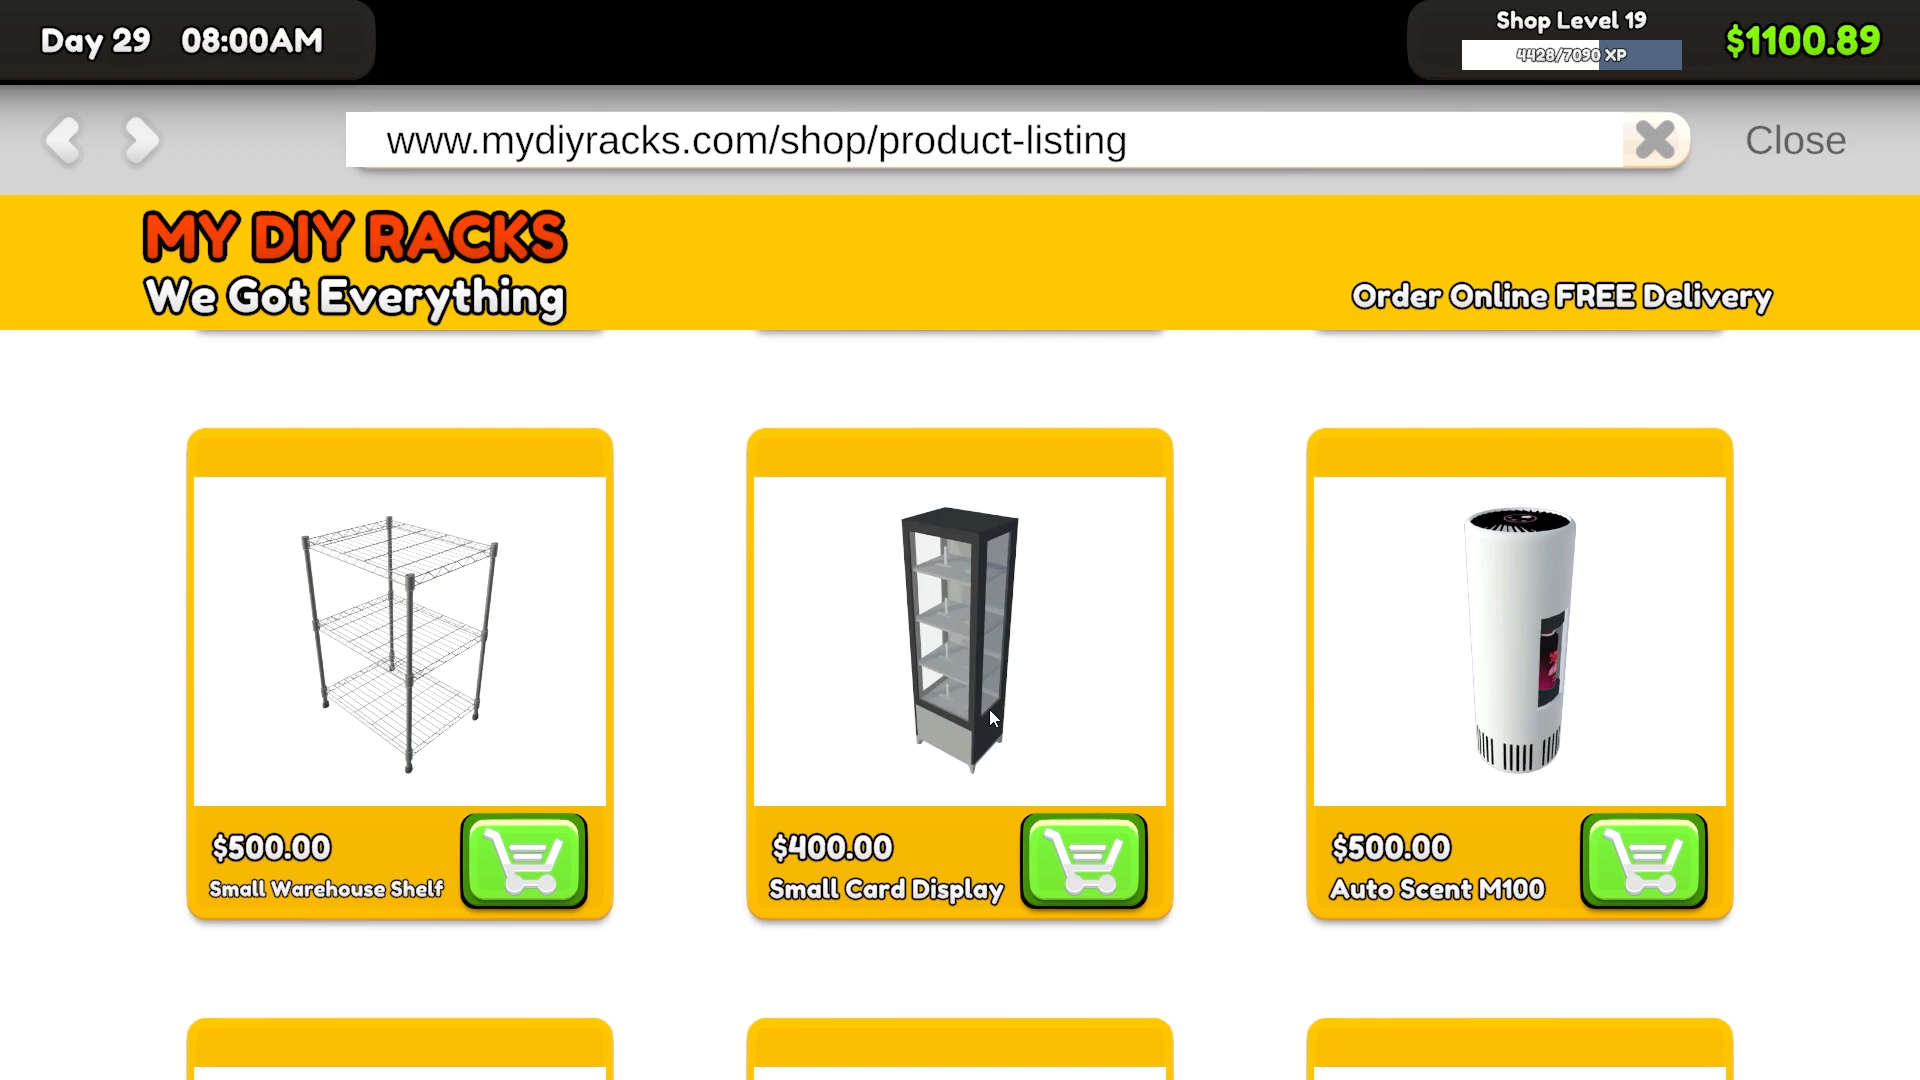 Day 29 08:00AM
Shop Level 19
4428/7090 XP
$1100.89
www.mydiyracks.com/shop/product-listing
Close
MY DIY RACKS
We Got Everything
Order Online FREE Delivery
$500.00
Small Warehouse Shelf
$400.00
Small Card Display
$500.00
Auto Scent M100